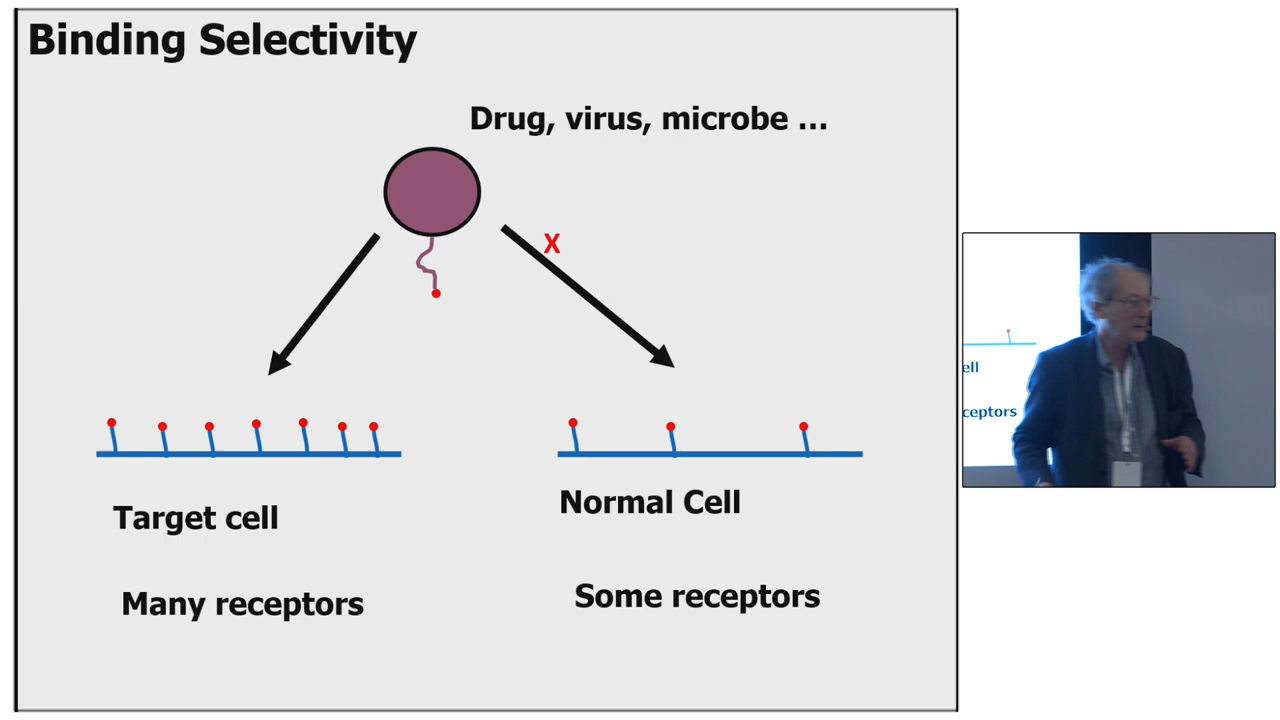 Binding Selectivity
Drug, virus, microbe ...
X
Target cell
Normal Cell
Many receptors
Some receptors
ell
ceptors